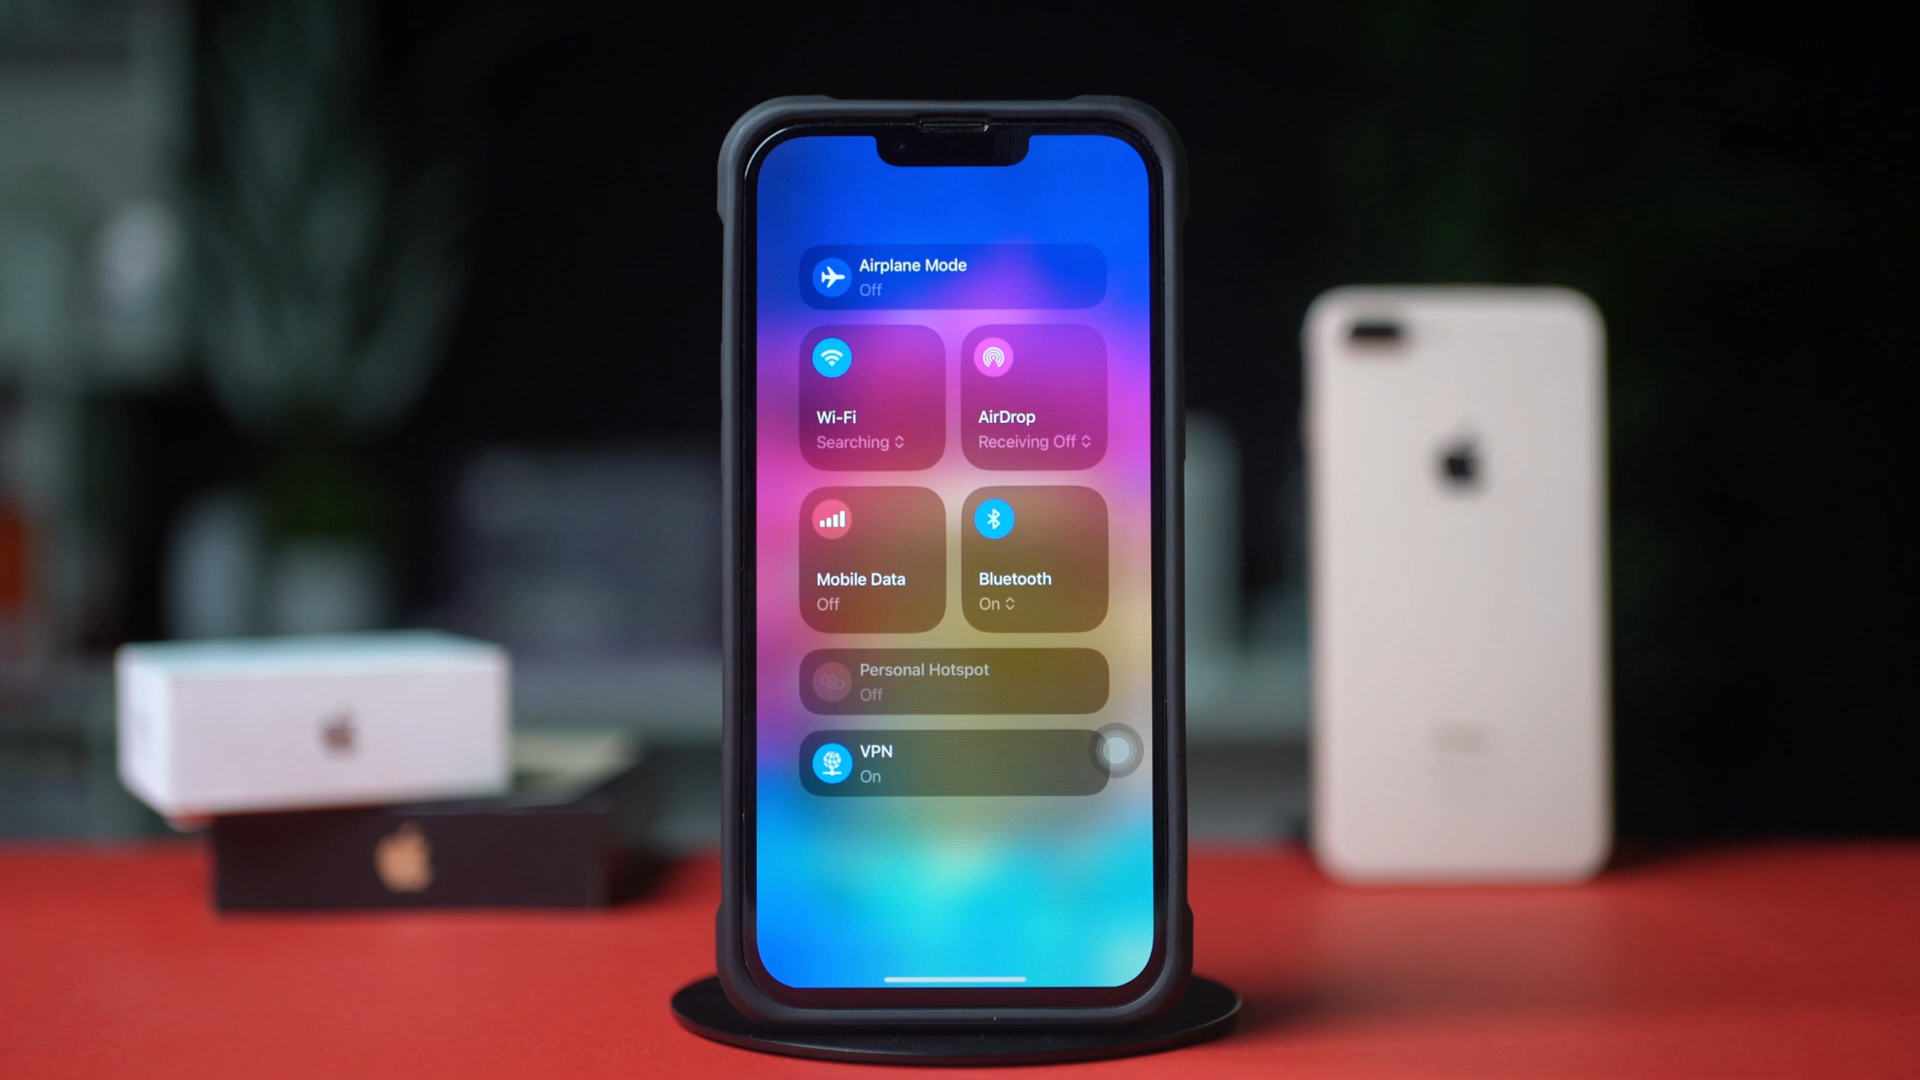 Airplane Mode
Off
Wi-Fi
Searching
AirDrop
Receiving Off
Mobile Data
Off
Bluetooth
On
Personal Hotspot
Off
VPN
On